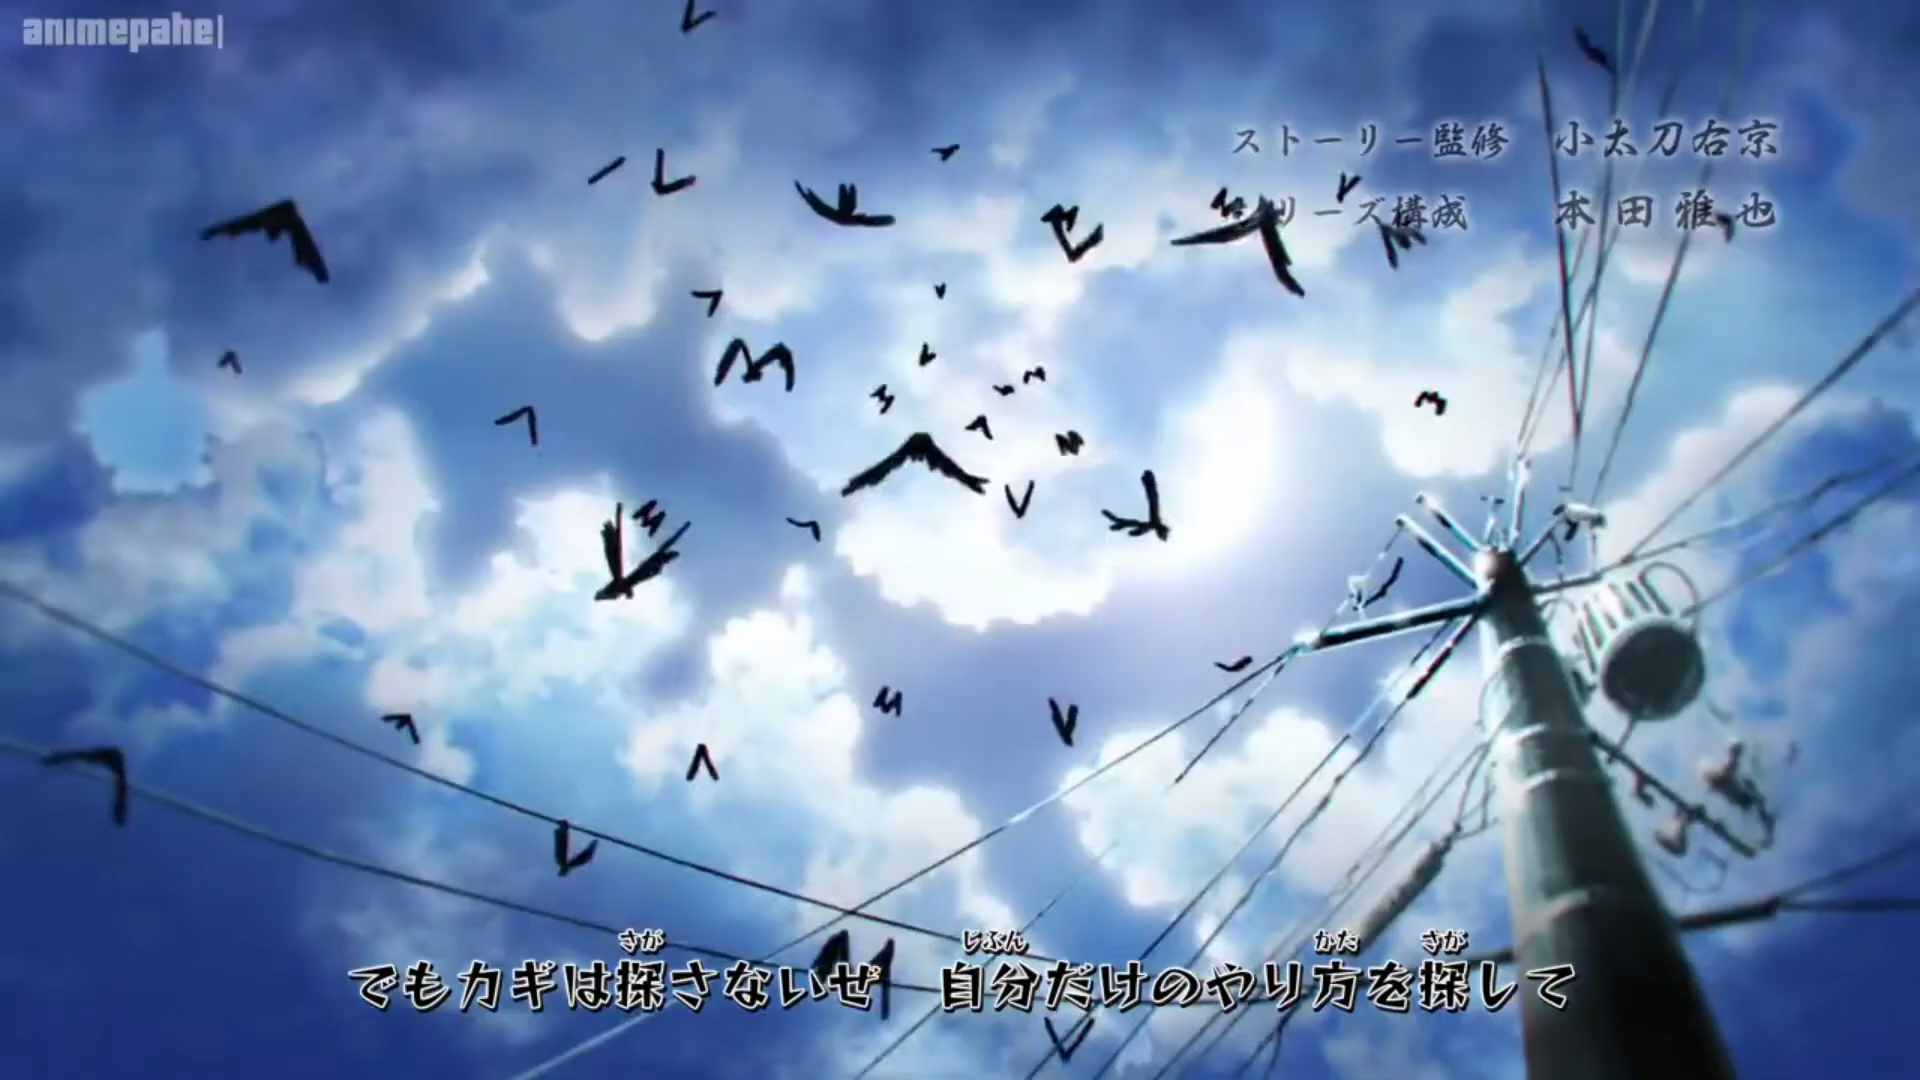 animepahe
ストーリー監修　小太刀右京
シリーズ構成　本田雅也
でもカギは探さないぜ　自分だけのやり方を探して
さが　じぶん　かた　さが